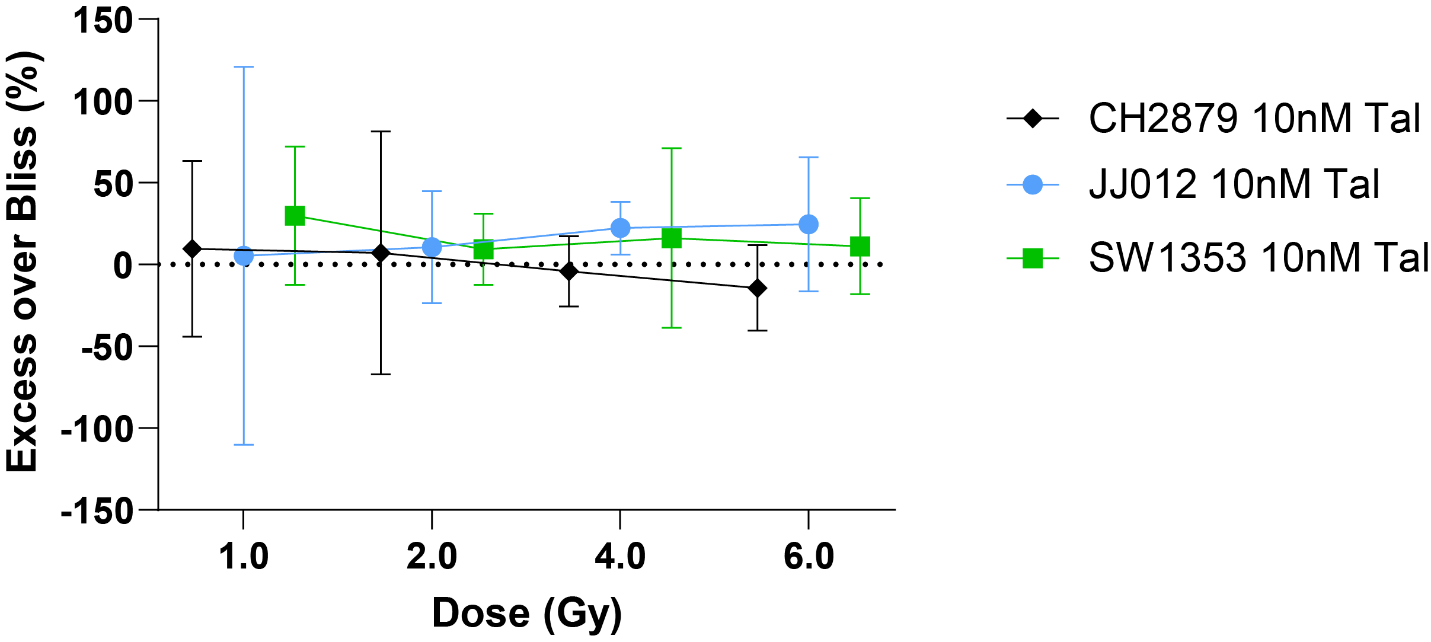 150
100
50
0
-50
-100
-150
Excess over Bliss (%)
1.0 2.0 4.0 6.0
Dose (Gy)
CH2879 10nM Tal
JJ012 10nM Tal
SW1353 10nM Tal